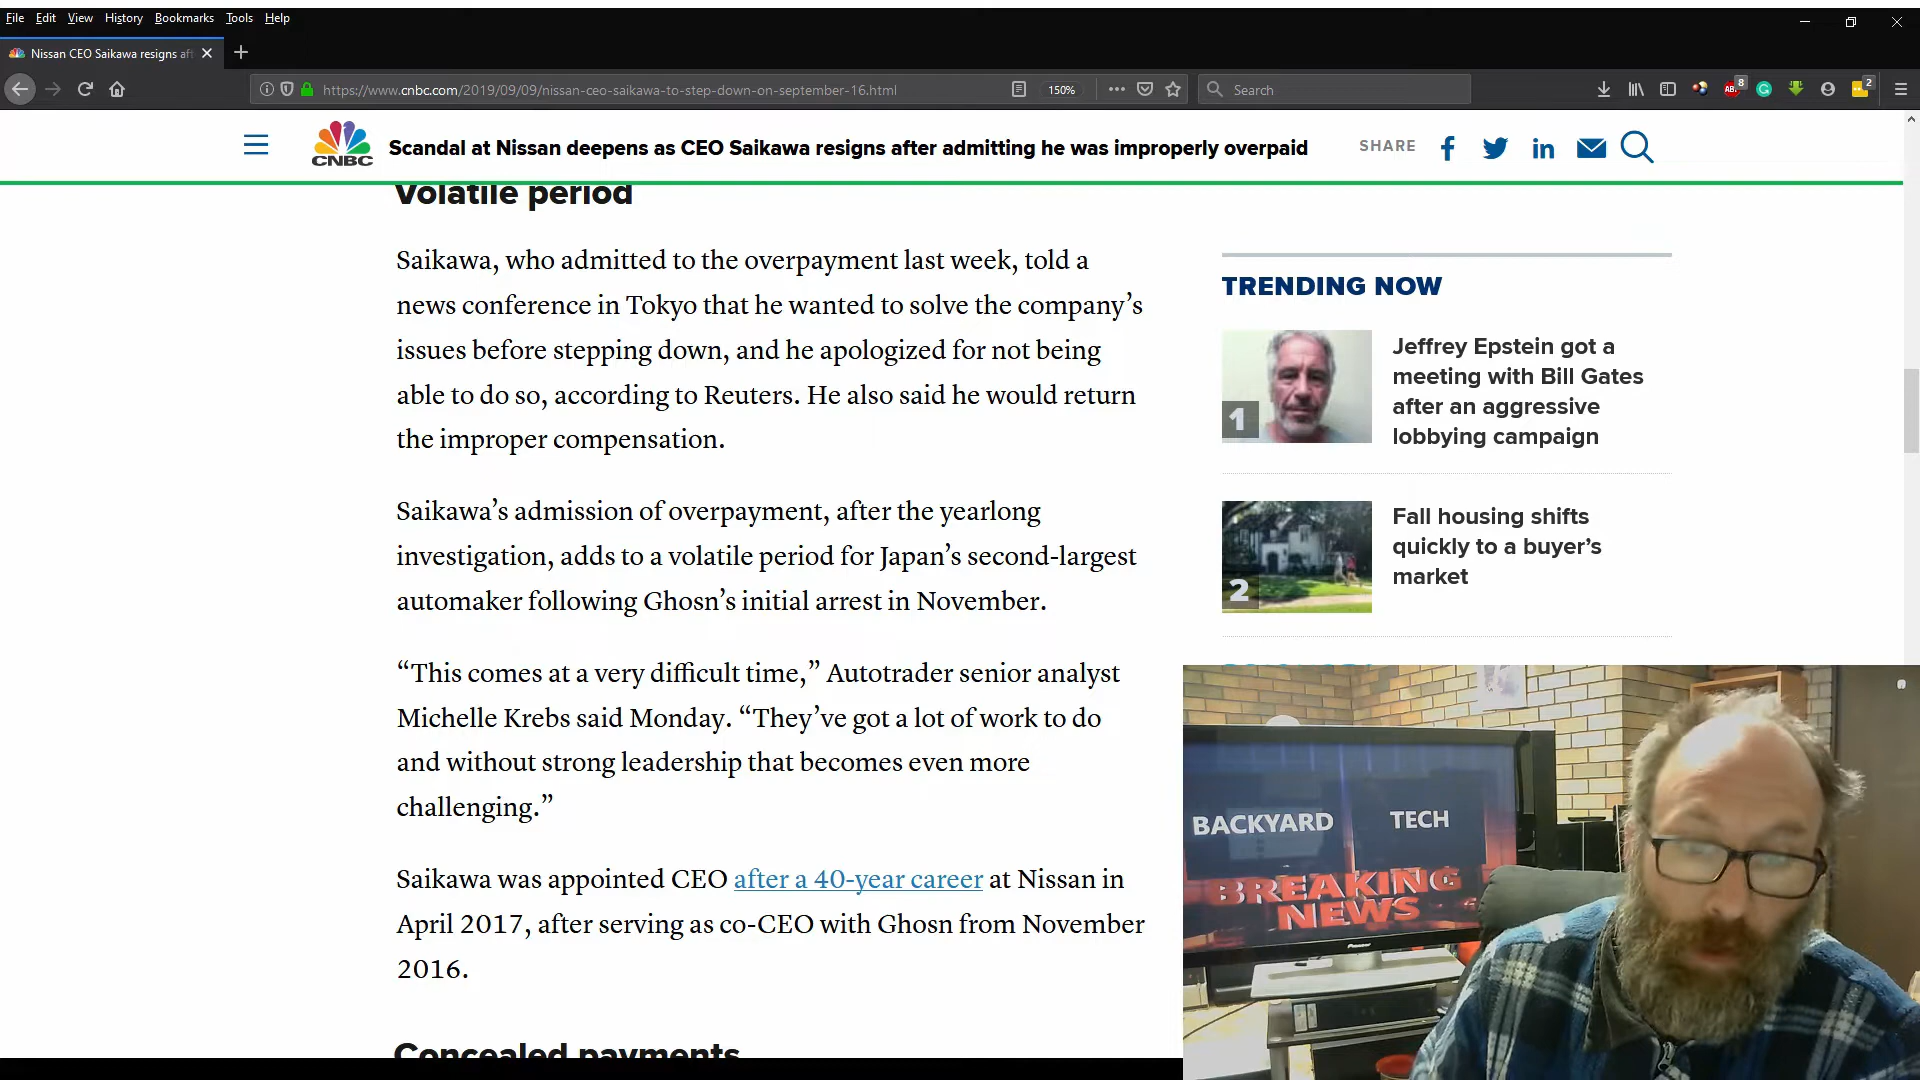 File Edit View History Bookmarks Tools Help
Nissan CEO Saikawa resigns aft
https://www.cnbc.com/2019/09/09/nissan-ceo-saikawa-to-step-down-on-september-16.html
150%
Search
8
2
CNBC
Scandal at Nissan deepens as CEO Saikawa resigns after admitting he was improperly overpaid
SHARE
Volatile period
Saikawa, who admitted to the overpayment last week, told a
news conference in Tokyo that he wanted to solve the company’s
issues before stepping down, and he apologized for not being
able to do so, according to Reuters. He also said he would return
the improper compensation.
Saikawa’s admission of overpayment, after the yearlong
investigation, adds to a volatile period for Japan’s second-largest
automaker following Ghosn’s initial arrest in November.
“This comes at a very difficult time,” Autotrader senior analyst
Michelle Krebs said Monday. “They’ve got a lot of work to do
and without strong leadership that becomes even more
challenging.”
Saikawa was appointed CEO after a 40-year career at Nissan in
April 2017, after serving as co-CEO with Ghosn from November
2016.
Concealed payments
TRENDING NOW
1
Jeffrey Epstein got a
meeting with Bill Gates
after an aggressive
lobbying campaign
2
Fall housing shifts
quickly to a buyer’s
market
BACKYARD TECH
BREAKING
NEWS
Pioneer